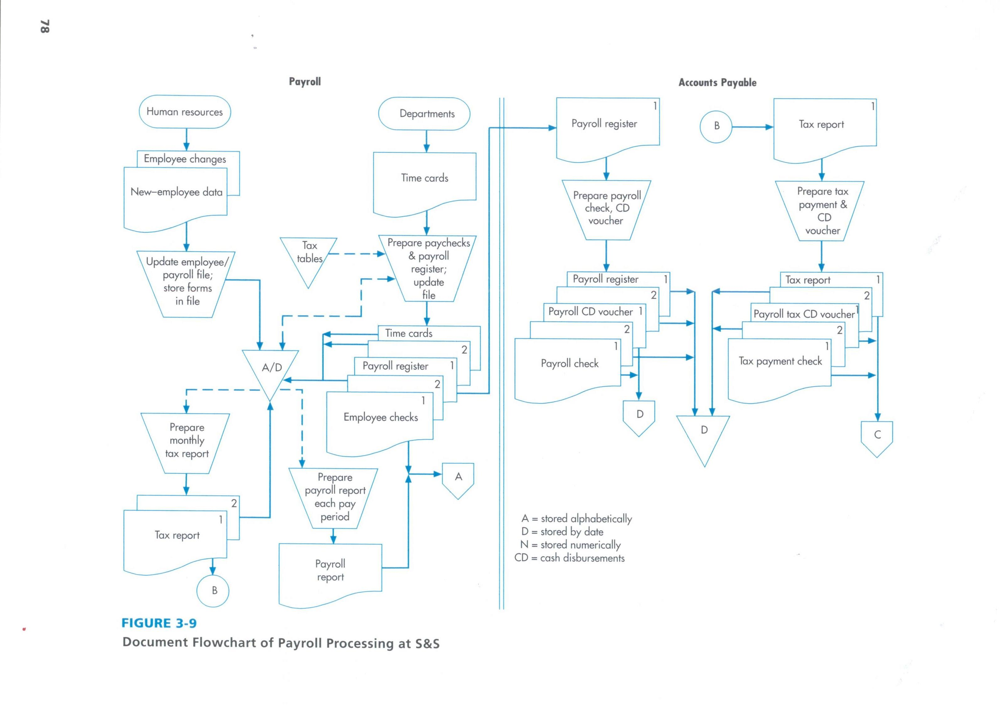 78
Payroll
Accounts Payable
Human resources
Employee changes
New–employee data
Update employee/
payroll file;
store forms
in file
Departments
Time cards
Tax
tables
Prepare paychecks
& payroll
register;
update
file
Time cards
2
Payroll register 1
2
1
Employee checks
A/D
Prepare
monthly
tax report
2
1
Tax report
B
Prepare
payroll report
each pay
period
Payroll
report
A
1
Payroll register
Prepare payroll
check, CD
voucher
Payroll register 1
2
Payroll CD voucher 1
2
1
Payroll check
D
D
B
1
Tax report
Prepare tax
payment &
CD
voucher
Tax report 1
2
Payroll tax CD voucher 1
2
1
Tax payment check
C
A = stored alphabetically
D = stored by date
N = stored numerically
CD = cash disbursements
FIGURE 3-9
Document Flowchart of Payroll Processing at S&S